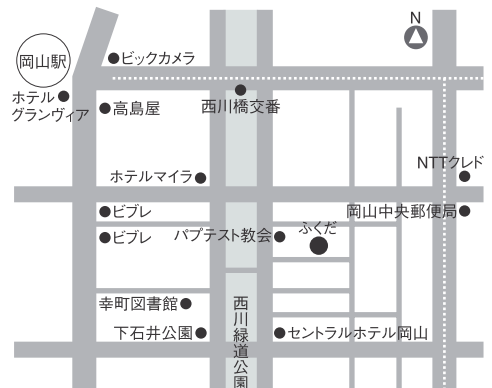 N
岡山駅
ビックカメラ
ホテル
グランヴィア
高島屋
西川橋交番
NTTクレド
ホテルマイラ
ビブレ
岡山中央郵便局
ビブレ
バプテスト教会
ふくだ
幸町図書館
西川緑道公園
下石井公園
セントラルホテル岡山